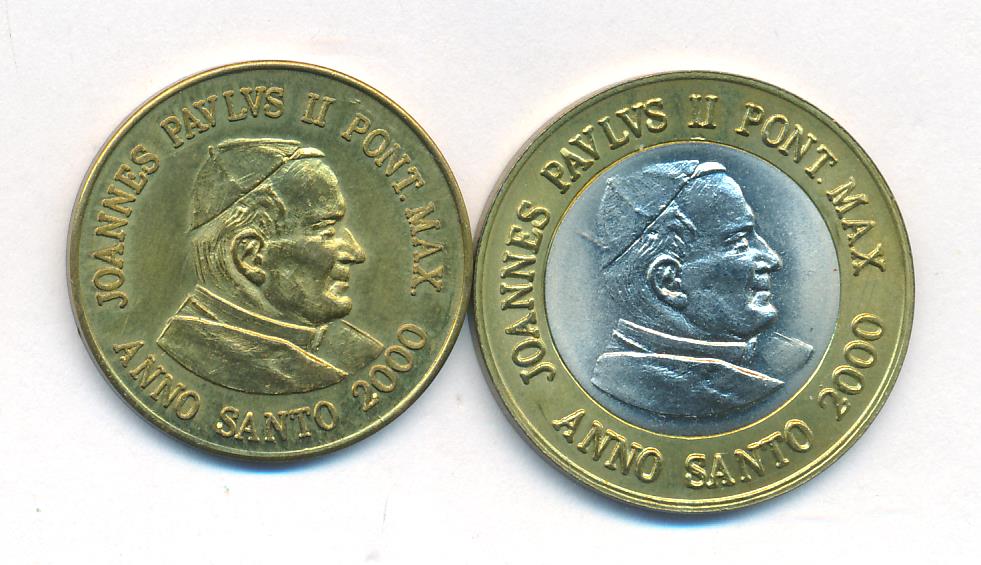 JOANNES PAVLVS II PONT. MAX
ANNO SANTO 2000
JOANNES PAVLVS II PONT. MAX
ANNO SANTO 2000